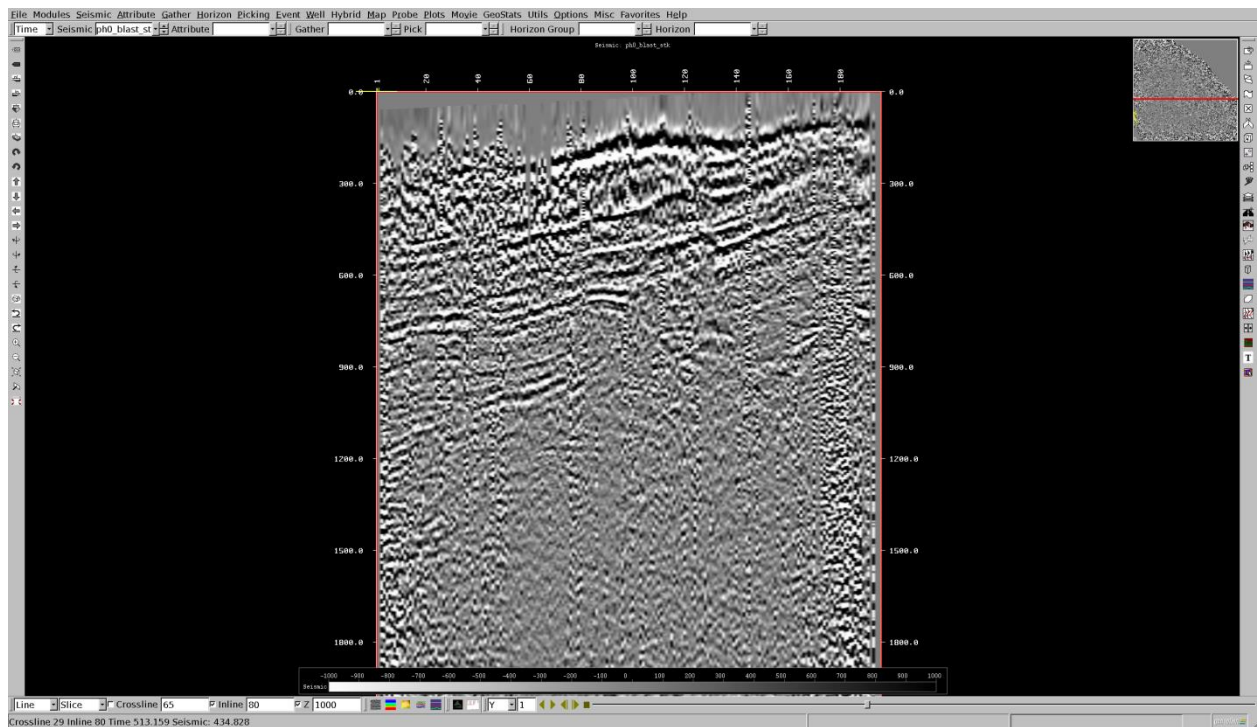 File Modules Seismic Attribute Gather Horizon Picking Event Well Hybrid Map Probe Plots Movie GeoStats Utils Options Misc Favorites Help
Time Seismic ph0_blast_st Attribute Gather Pick Horizon Group Horizon
Seismic: ph0_blast_stk
1 20 40 60 80 100 120 140 160 180
0.0 0.0
300.0 300.0
600.0 600.0
900.0 900.0
1200.0 1200.0
1500.0 1500.0
1800.0 1800.0
-1000 -900 -800 -700 -600 -500 -400 -300 -200 -100 0 100 200 300 400 500 600 700 800 900 1000
Seismic
Line Slice Crossline 65 Inline 80 Z 1000 Y 1
Crossline 29 Inline 80 Time 513.159 Seismic: 434.828